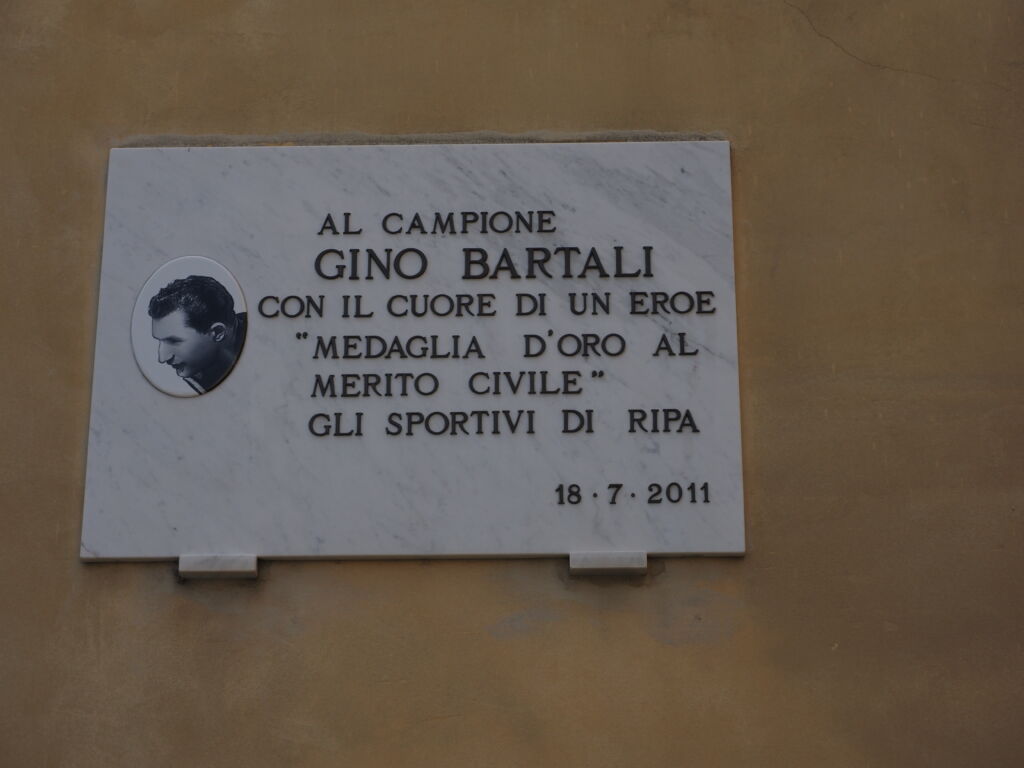 AL CAMPIONE
GINO BARTALI
CON IL CUORE DI UN EROE
"MEDAGLIA D'ORO AL
MERITO CIVILE"
GLI SPORTIVI DI RIPA
18·7·2011